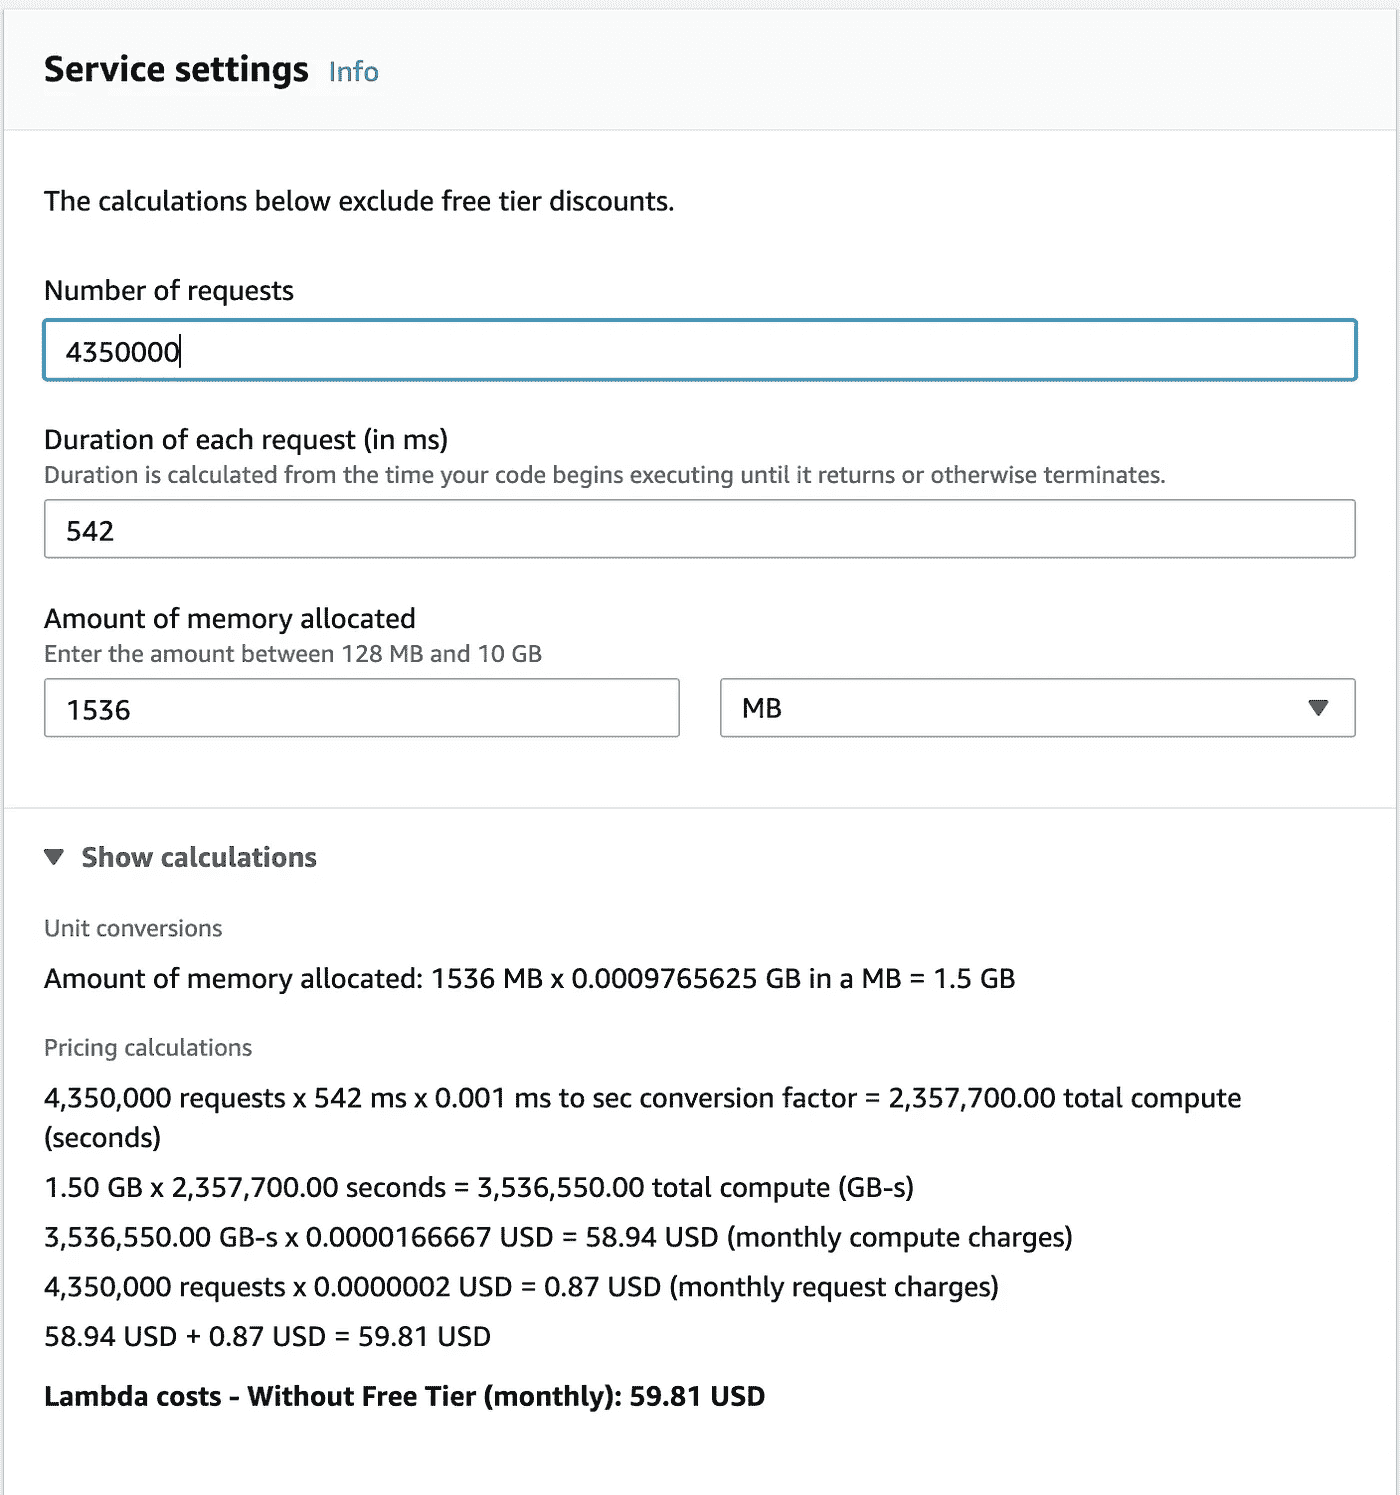 Service settings Info
The calculations below exclude free tier discounts.
Number of requests
4350000
Duration of each request (in ms)
Duration is calculated from the time your code begins executing until it returns or otherwise terminates.
542
Amount of memory allocated
Enter the amount between 128 MB and 10 GB
1536 MB
Show calculations
Unit conversions
Amount of memory allocated: 1536 MB x 0.0009765625 GB in a MB = 1.5 GB
Pricing calculations
4,350,000 requests x 542 ms x 0.001 ms to sec conversion factor = 2,357,700.00 total compute
(seconds)
1.50 GB x 2,357,700.00 seconds = 3,536,550.00 total compute (GB-s)
3,536,550.00 GB-s x 0.0000166667 USD = 58.94 USD (monthly compute charges)
4,350,000 requests x 0.0000002 USD = 0.87 USD (monthly request charges)
58.94 USD + 0.87 USD = 59.81 USD
Lambda costs - Without Free Tier (monthly): 59.81 USD